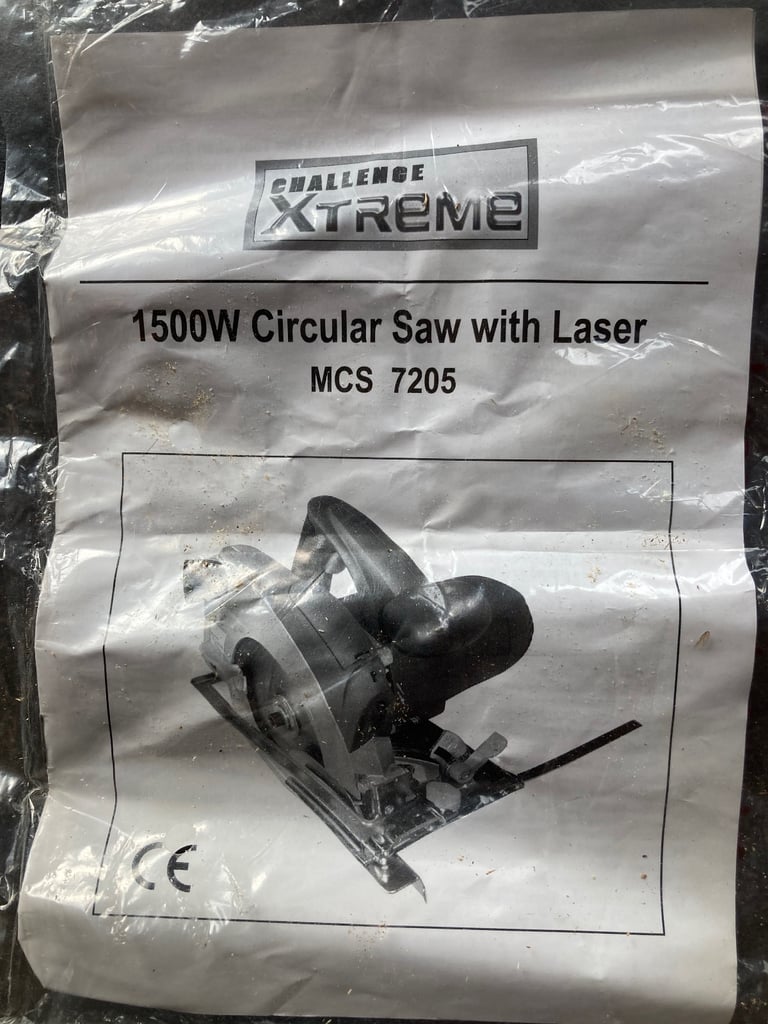 CHALLENGE
XTREME
1500W Circular Saw with Laser
MCS 7205
CE